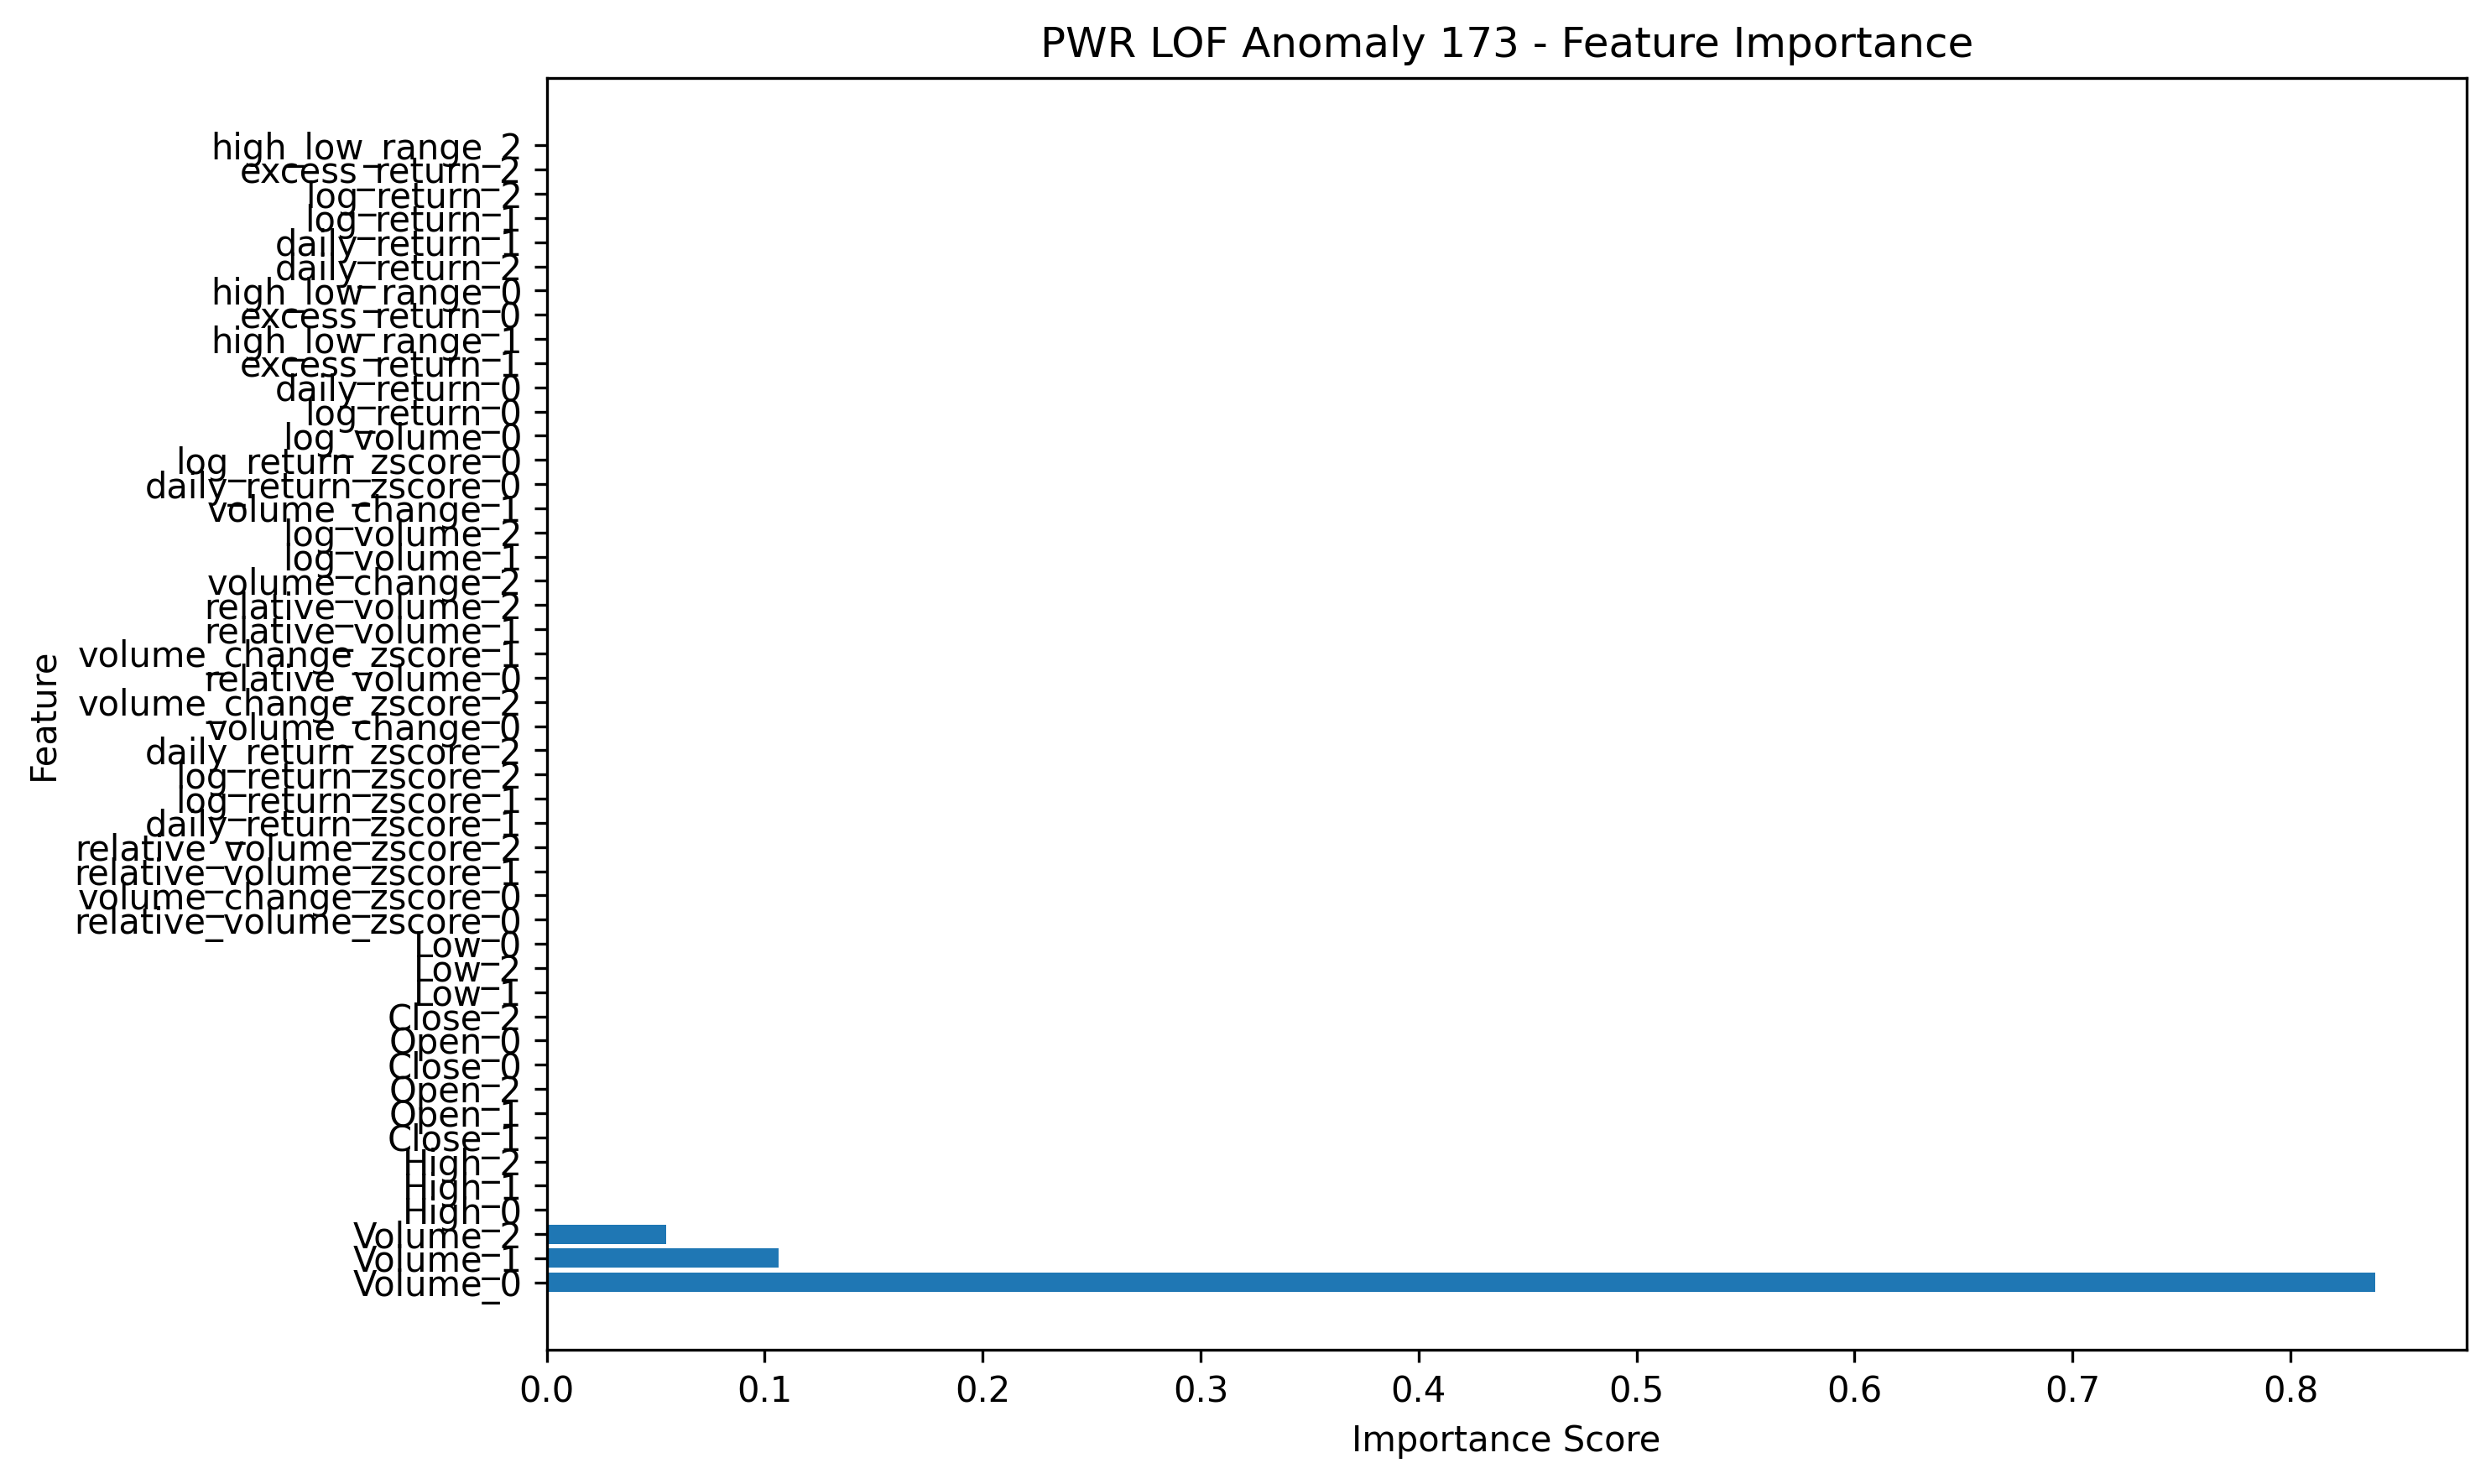 PWR LOF Anomaly 173 - Feature Importance
high_low_range_2
excess_return_2
log_return_2
log_return_1
daily_return_1
daily_return_2
high_low_range_0
excess_return_0
high_low_range_1
excess_return_1
daily_return_0
log_return_0
log_volume_0
log_return_zscore_0
daily_return_zscore_0
volume_change_1
log_volume_2
log_volume_1
volume_change_2
relative_volume_2
relative_volume_1
volume_change_zscore_1
relative_volume_0
volume_change_zscore_2
volume_change_0
daily_return_zscore_2
log_return_zscore_2
log_return_zscore_1
daily_return_zscore_1
relative_volume_zscore_2
relative_volume_zscore_1
volume_change_zscore_0
relative_volume_zscore_0
Low_0
Low_2
Low_1
Close_2
Open_0
Close_0
Open_2
Open_1
Close_1
High_2
High_1
High_0
Volume_2
Volume_1
Volume_0
Feature
0.0 0.1 0.2 0.3 0.4 0.5 0.6 0.7 0.8
Importance Score